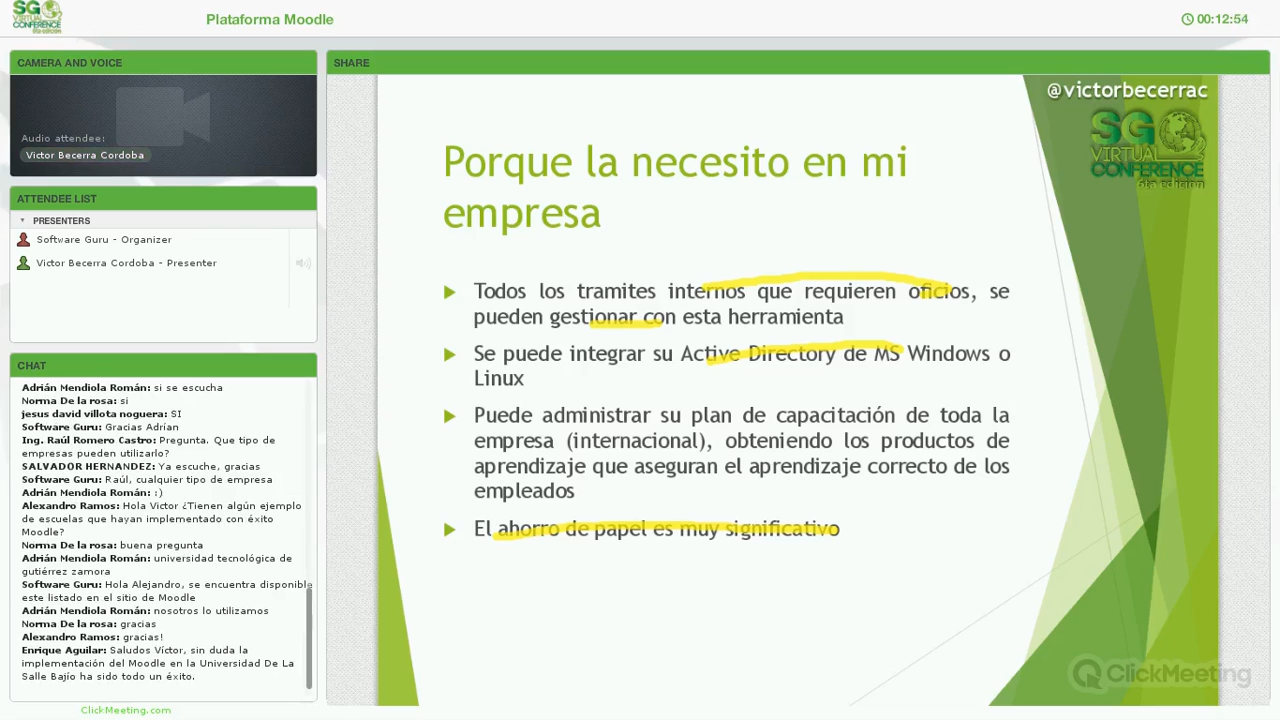 SG
VIRTUAL
CONFERENCE
6ta edición
Plataforma Moodle
00:12:54
CAMERA AND VOICE
Audio attendee:
Victor Becerra Cordoba
ATTENDEE LIST
PRESENTERS
Software Guru - Organizer
Victor Becerra Cordoba - Presenter
CHAT
Adrián Mendiola Román: si se escucha
Norma De la rosa: si
jesus david villota noguera: SI
Software Guru: Gracias Adrían
Ing. Raúl Romero Castro: Pregunta. Que tipo de
empresas pueden utilizarlo?
SALVADOR HERNANDEZ: Ya escuche, gracias
Software Guru: Raúl, cualquier tipo de empresa
Adrián Mendiola Román: :)
Alexandro Ramos: Hola Victor ¿Tienen algún ejemplo
de escuelas que hayan implementado con éxito
Moodle?
Norma De la rosa: buena pregunta
Adrián Mendiola Román: universidad tecnológica de
gutiérrez zamora
Software Guru: Hola Alejandro, se encuentra disponible
este listado en el sitio de Moodle
Adrián Mendiola Román: nosotros lo utilizamos
Norma De la rosa: gracias
Alexandro Ramos: gracias!
Enrique Aguilar: Saludos Víctor, sin duda la
implementación del Moodle en la Universidad De La
Salle Bajío ha sido todo un éxito.
ClickMeeting.com
SHARE
@victorbecerrac
SG
VIRTUAL
CONFERENCE
6ta edición
Porque la necesito en mi
empresa
Todos los tramites internos que requieren oficios, se
pueden gestionar con esta herramienta
Se puede integrar su Active Directory de MS Windows o
Linux
Puede administrar su plan de capacitación de toda la
empresa (internacional), obteniendo los productos de
aprendizaje que aseguran el aprendizaje correcto de los
empleados
El ahorro de papel es muy significativo
ClickMeeting